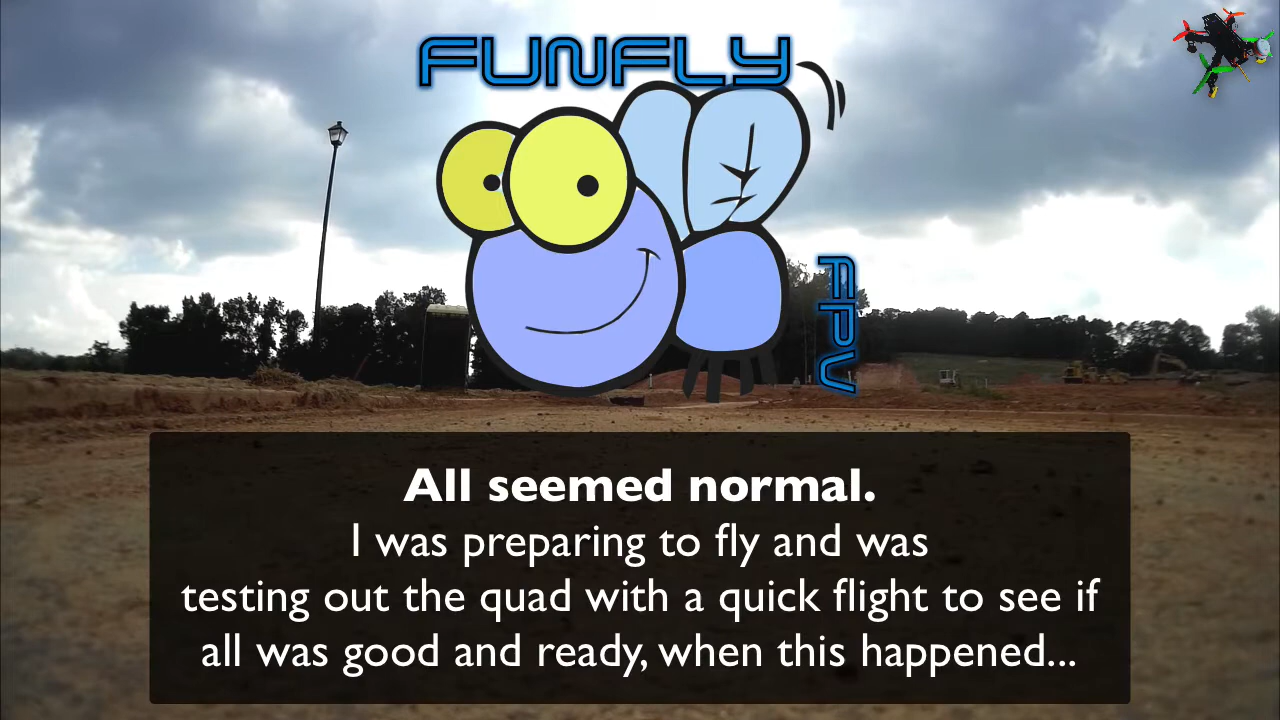 FUNFLY
FPV
All seemed normal.
I was preparing to fly and was
testing out the quad with a quick flight to see if
all was good and ready, when this happened...